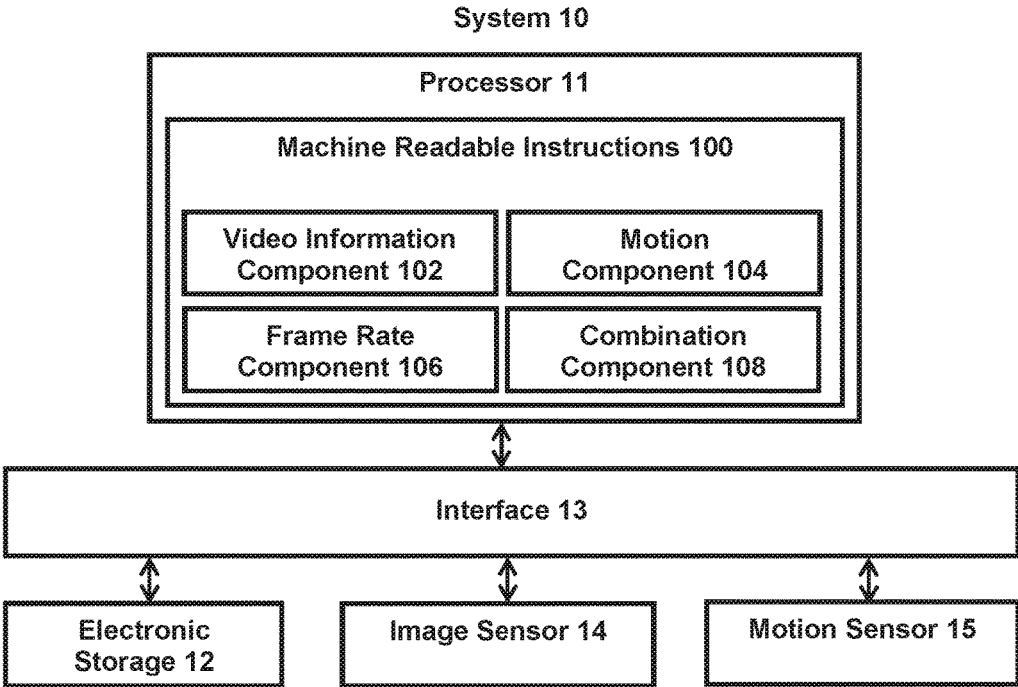 System 10
Processor 11
Machine Readable Instructions 100
Video Information
Component 102
Motion
Component 104
Frame Rate
Component 106
Combination
Component 108
Interface 13
Electronic
Storage 12
Image Sensor 14
Motion Sensor 15